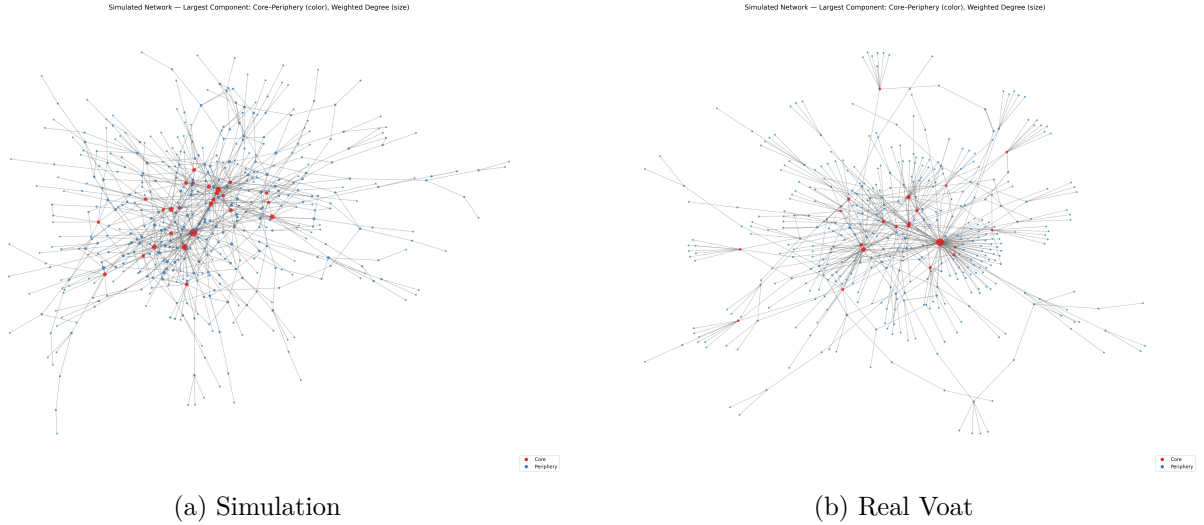 Simulated Network — Largest Component: Core–Periphery (color), Weighted Degree (size)
Core
Periphery
(a) Simulation
Simulated Network — Largest Component: Core–Periphery (color), Weighted Degree (size)
Core
Periphery
(b) Real Voat